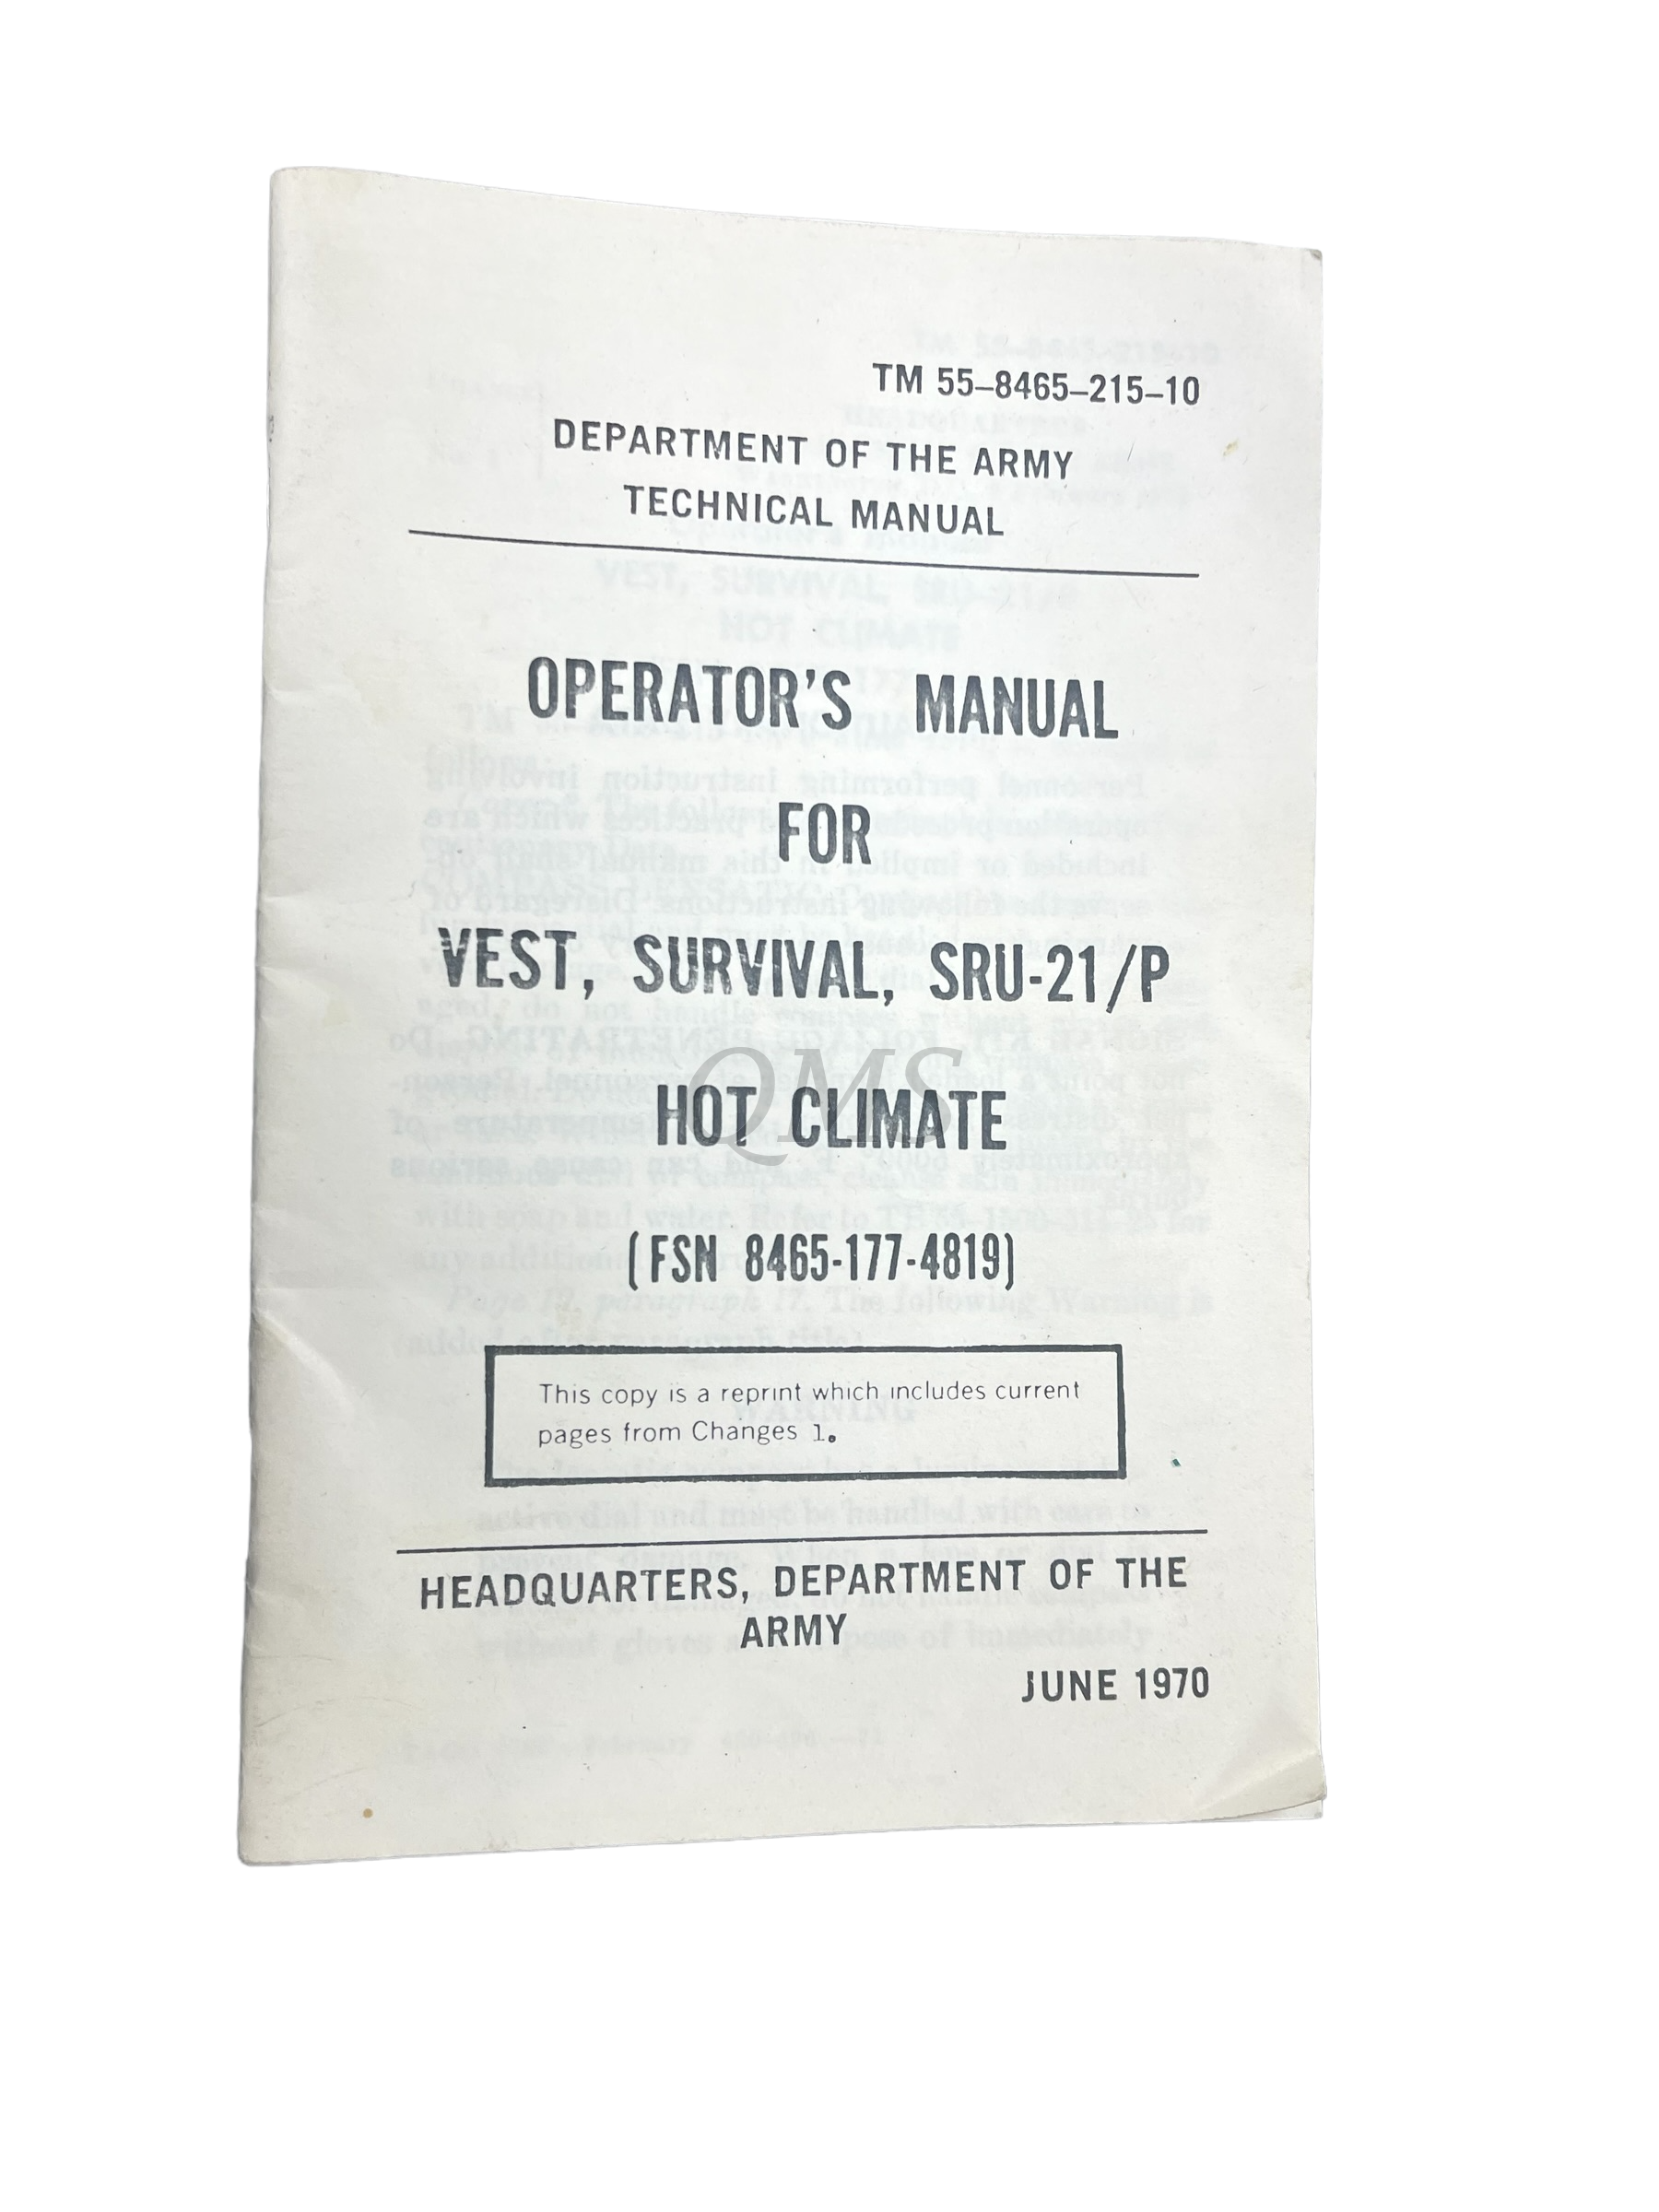 TM 55–8465–215–10
DEPARTMENT OF THE ARMY
TECHNICAL MANUAL
OPERATOR'S MANUAL
FOR
VEST, SURVIVAL, SRU-21/P
QMS
HOT CLIMATE
(FSN 8465-177-4819)
This copy is a reprint which includes current
pages from Changes 1.
HEADQUARTERS, DEPARTMENT OF THE
ARMY
JUNE 1970